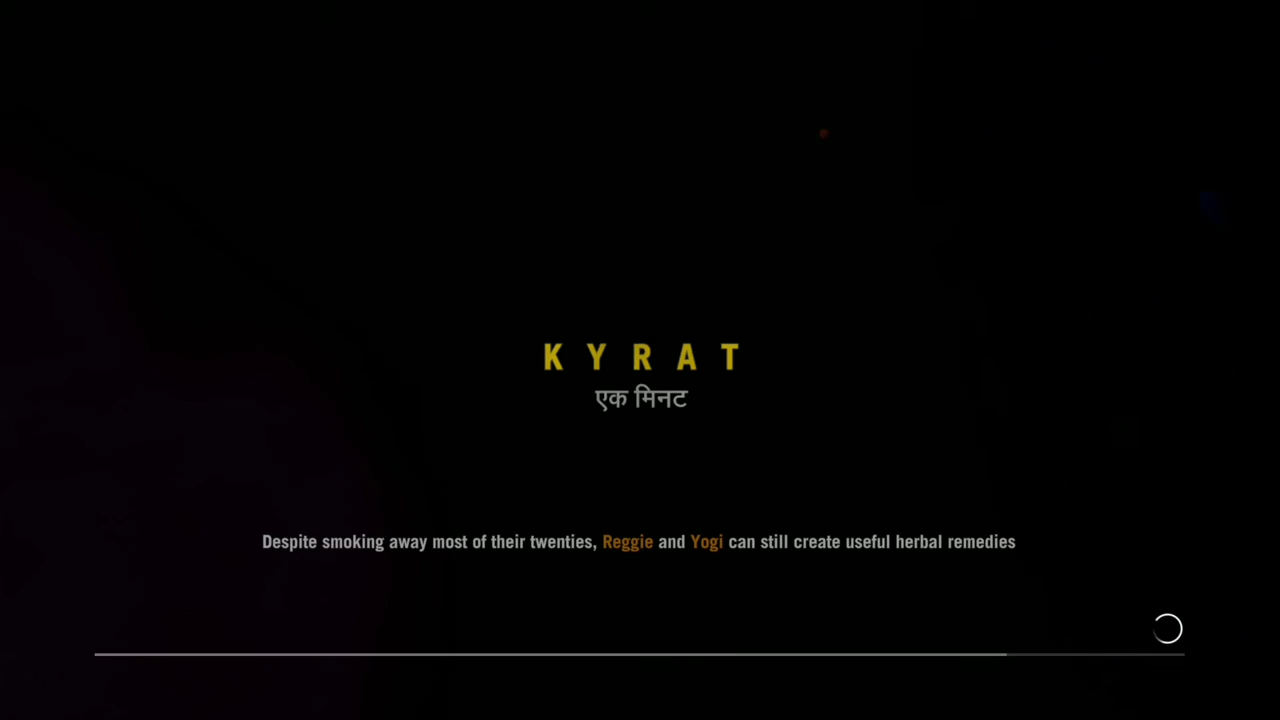 KYRAT
एक मिनट
Despite smoking away most of their twenties, Reggie and Yogi can still create useful herbal remedies